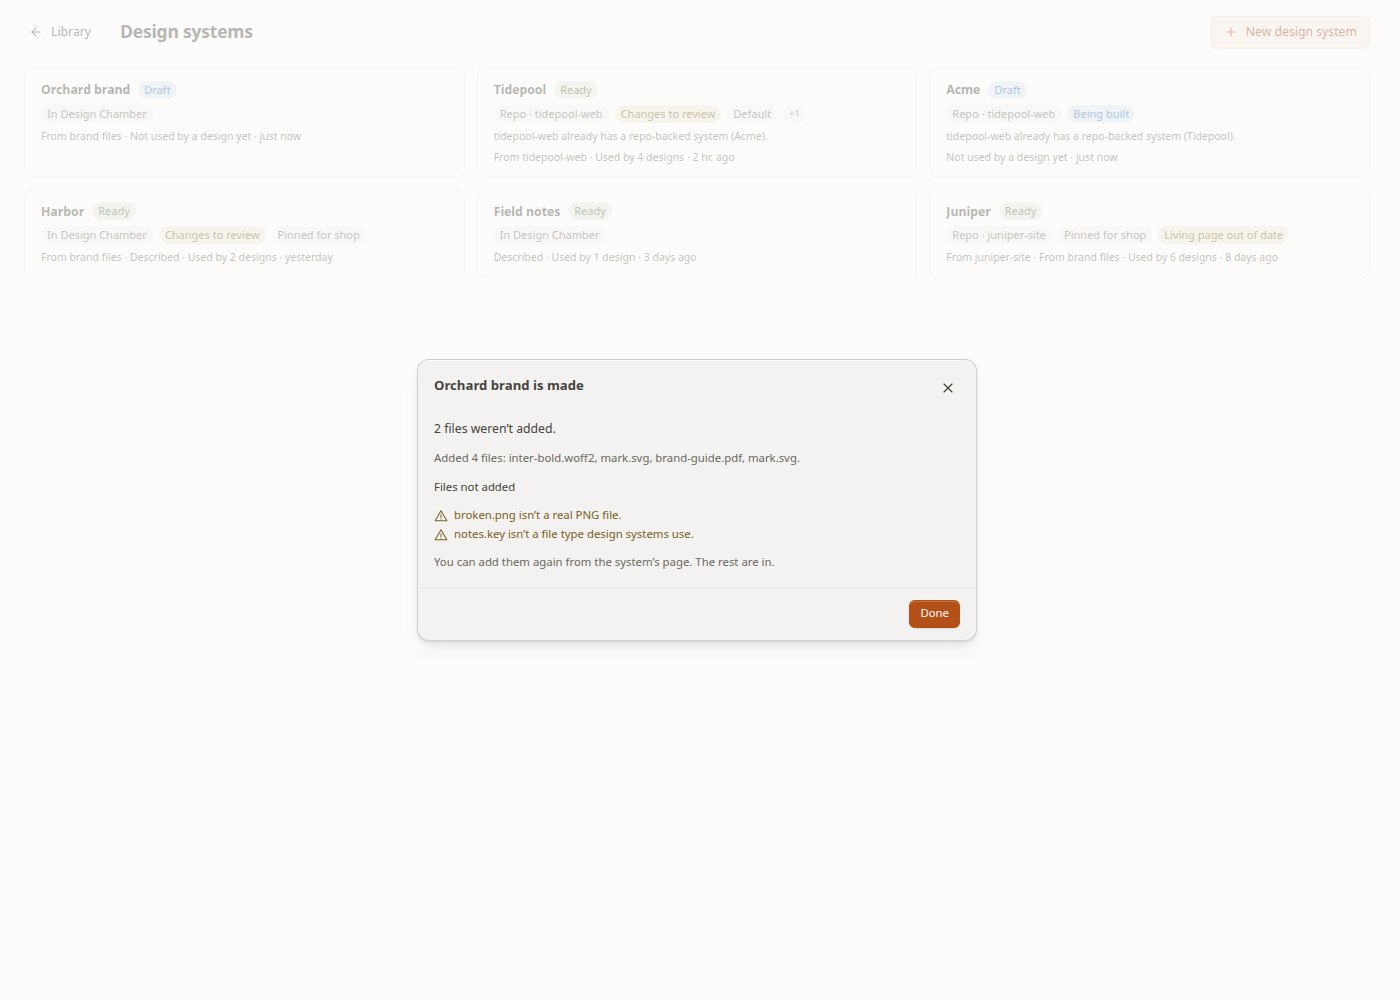 Library
Design systems
New design system
Orchard brand Draft
In Design Chamber
From brand files · Not used by a design yet · just now
Tidepool Ready
Repo · tidepool-web Changes to review Default +1
tidepool-web already has a repo-backed system (Acme).
From tidepool-web · Used by 4 designs · 2 hr. ago
Acme Draft
Repo · tidepool-web Being built
tidepool-web already has a repo-backed system (Tidepool).
Not used by a design yet · just now
Harbor Ready
In Design Chamber Changes to review Pinned for shop
From brand files · Described · Used by 2 designs · yesterday
Field notes Ready
In Design Chamber
Described · Used by 1 design · 3 days ago
Juniper Ready
Repo · juniper-site Pinned for shop Living page out of date
From juniper-site · From brand files · Used by 6 designs · 8 days ago
Orchard brand is made
2 files weren’t added.
Added 4 files: inter-bold.woff2, mark.svg, brand-guide.pdf, mark.svg.
Files not added
broken.png isn’t a real PNG file.
notes.key isn’t a file type design systems use.
You can add them again from the system’s page. The rest are in.
Done